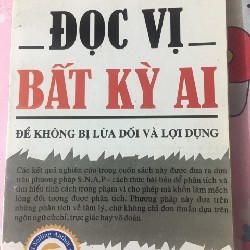 ĐỌC VỊ
BẤT KỲ AI
ĐỂ KHÔNG BỊ LỪA DỐI VÀ LỢI DỤNG
Các kết quả nghiên cứu trong cuốn sách này được đưa ra dựa
trên phương pháp S.N.A.P - cách thức bài bản để phân tích và
tìm hiểu tính cách trong phạm vi cho phép mà không làm mếch
lòng đối tượng được phân tích. Phương pháp này dựa trên
những phân tích về tâm lý, chứ không chỉ đơn thuần dựa trên
ngôn ngữ cử chỉ, trực giác hay võ đoán.